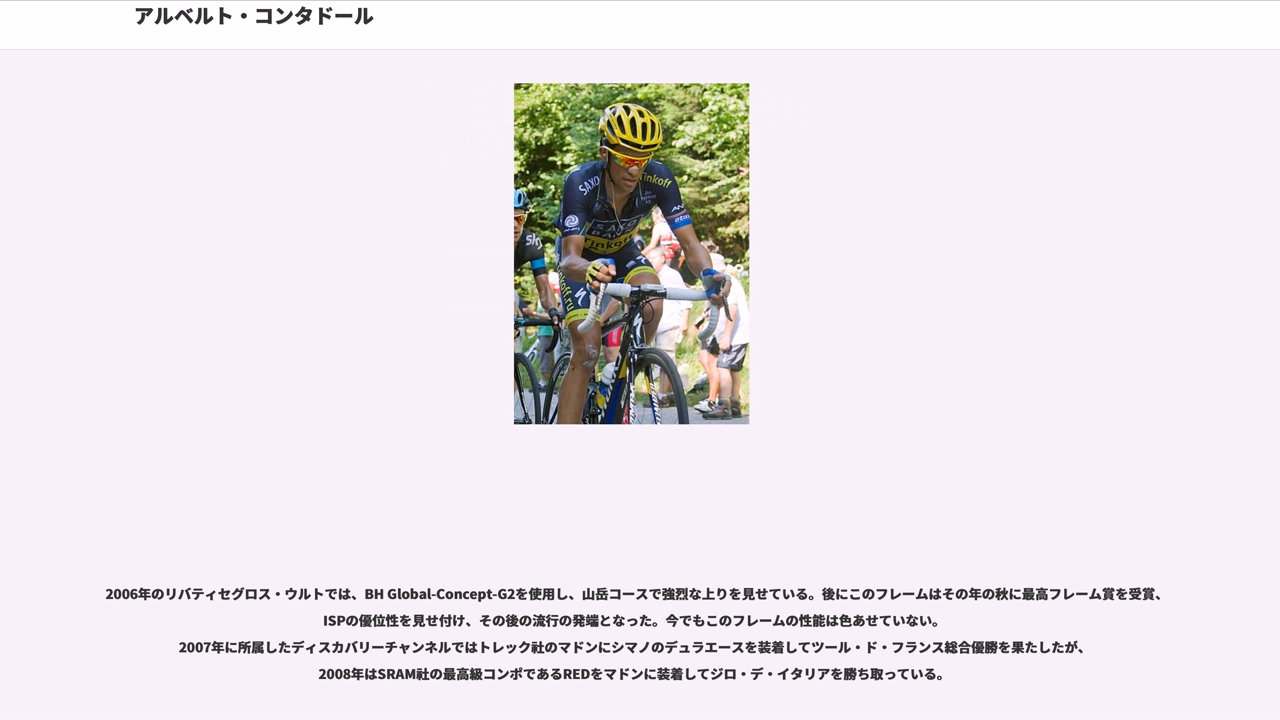 アルベルト・コンタドール
SAXO
Tinkoff
SAXO
BANK
Tinkoff
sky
tinkoff.ru
2006年のリバティセグロス・ウルトでは、BH Global-Concept-G2を使用し、山岳コースで強烈な上りを見せている。後にこのフレームはその年の秋に最高フレーム賞を受賞、
ISPの優位性を見せ付け、その後の流行の発端となった。今でもこのフレームの性能は色あせていない。
2007年に所属したディスカバリーチャンネルではトレック社のマドンにシマノのデュラエースを装着してツール・ド・フランス総合優勝を果たしたが、
2008年はSRAM社の最高級コンポであるREDをマドンに装着してジロ・デ・イタリアを勝ち取っている。